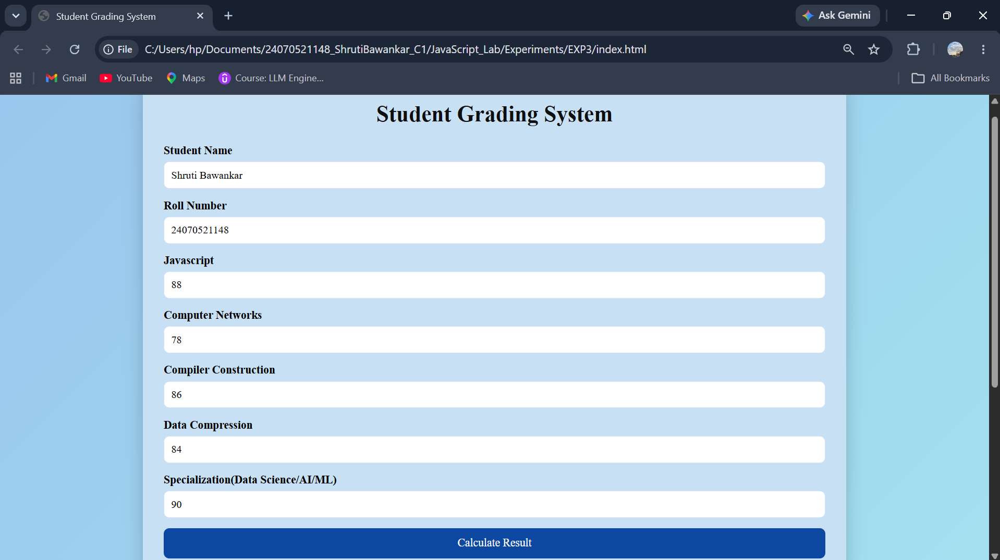 Student Grading System
Ask Gemini
File
C:/Users/hp/Documents/24070521148_ShrutiBawankar_C1/JavaScript_Lab/Experiments/EXP3/index.html
Gmail
YouTube
Maps
Course: LLM Engine...
All Bookmarks
Student Grading System
Student Name
Shruti Bawankar
Roll Number
24070521148
Javascript
88
Computer Networks
78
Compiler Construction
86
Data Compression
84
Specialization(Data Science/AI/ML)
90
Calculate Result